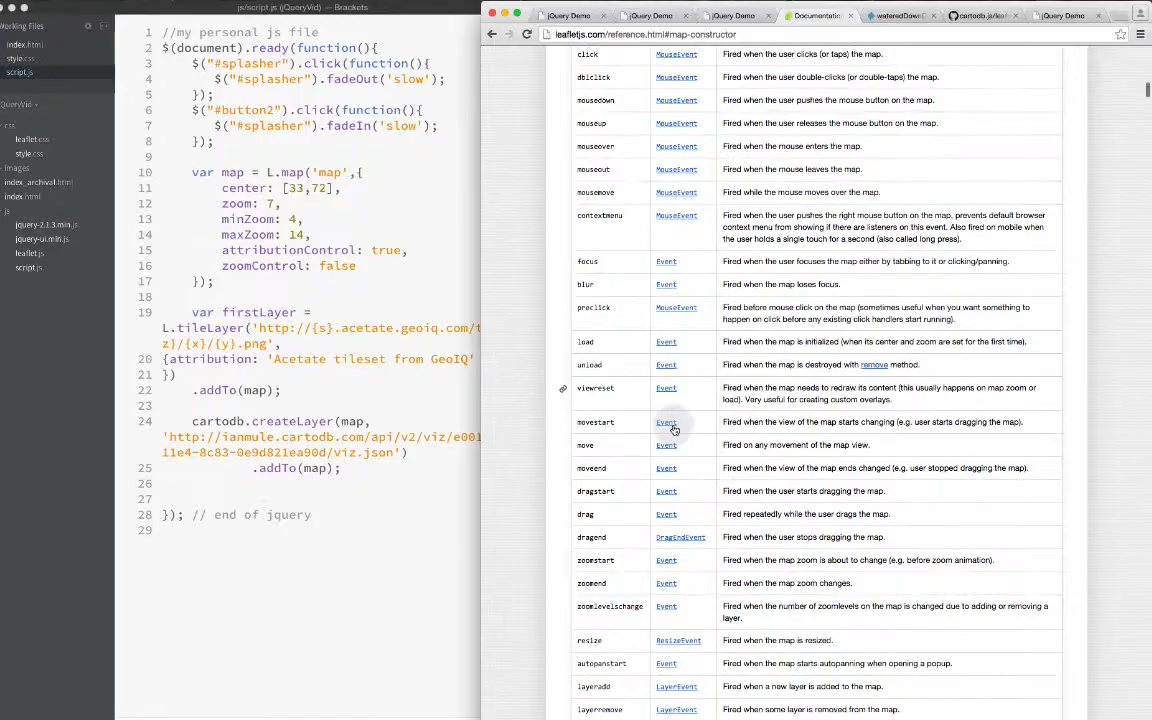 js/script.js (jQueryVid) — Brackets
Working Files
index.html
style.css
script.js
QueryVid
css
leaflet.css
style.css
images
index_archival.html
index.html
js
jquery-2.1.3.min.js
jquery-ui.min.js
leaflet.js
script.js
1 //my personal js file
2 $(document).ready(function(){
3 $("#splasher").click(function(){
4 $("#splasher").fadeOut('slow');
5 });
6 $("#button2").click(function(){
7 $("#splasher").fadeIn('slow');
8 });
9
10 var map = L.map('map',{
11 center: [33,72],
12 zoom: 7,
13 minZoom: 4,
14 maxZoom: 14,
15 attributionControl: true,
16 zoomControl: false
17 });
18
19 var firstLayer =
L.tileLayer('http://{s}.acetate.geoiq.com/t
z}/{x}/{y}.png',
20 {attribution: 'Acetate tileset from GeoIQ'
21 })
22 .addTo(map);
23
24 cartodb.createLayer(map,
'http://ianmule.cartodb.com/api/v2/viz/e001
11e4-8c83-0e9d821ea90d/viz.json')
25 .addTo(map);
26
27
28 }); // end of jquery
29
jQuery Demo
jQuery Demo
jQuery Demo
Documentatio
wateredDown
cartodb.js/leaf
jQuery Demo
leafletjs.com/reference.html#map-constructor
click MouseEvent Fired when the user clicks (or taps) the map.
dblclick MouseEvent Fired when the user double-clicks (or double-taps) the map.
mousedown MouseEvent Fired when the user pushes the mouse button on the map.
mouseup MouseEvent Fired when the user releases the mouse button on the map.
mouseover MouseEvent Fired when the mouse enters the map.
mouseout MouseEvent Fired when the mouse leaves the map.
mousemove MouseEvent Fired while the mouse moves over the map.
contextmenu MouseEvent Fired when the user pushes the right mouse button on the map, prevents default browser
context menu from showing if there are listeners on this event. Also fired on mobile when
the user holds a single touch for a second (also called long press).
focus Event Fired when the user focuses the map either by tabbing to it or clicking/panning.
blur Event Fired when the map loses focus.
preclick MouseEvent Fired before mouse click on the map (sometimes useful when you want something to
happen on click before any existing click handlers start running).
load Event Fired when the map is initialized (when its center and zoom are set for the first time).
unload Event Fired when the map is destroyed with remove method.
viewreset Event Fired when the map needs to redraw its content (this usually happens on map zoom or
load). Very useful for creating custom overlays.
movestart Event Fired when the view of the map starts changing (e.g. user starts dragging the map).
move Event Fired on any movement of the map view.
moveend Event Fired when the view of the map ends changed (e.g. user stopped dragging the map).
dragstart Event Fired when the user starts dragging the map.
drag Event Fired repeatedly while the user drags the map.
dragend DragEndEvent Fired when the user stops dragging the map.
zoomstart Event Fired when the map zoom is about to change (e.g. before zoom animation).
zoomend Event Fired when the map zoom changes.
zoomlevelschange Event Fired when the number of zoomlevels on the map is changed due to adding or removing a
layer.
resize ResizeEvent Fired when the map is resized.
autopanstart Event Fired when the map starts autopanning when opening a popup.
layeradd LayerEvent Fired when a new layer is added to the map.
layerremove LayerEvent Fired when some layer is removed from the map.